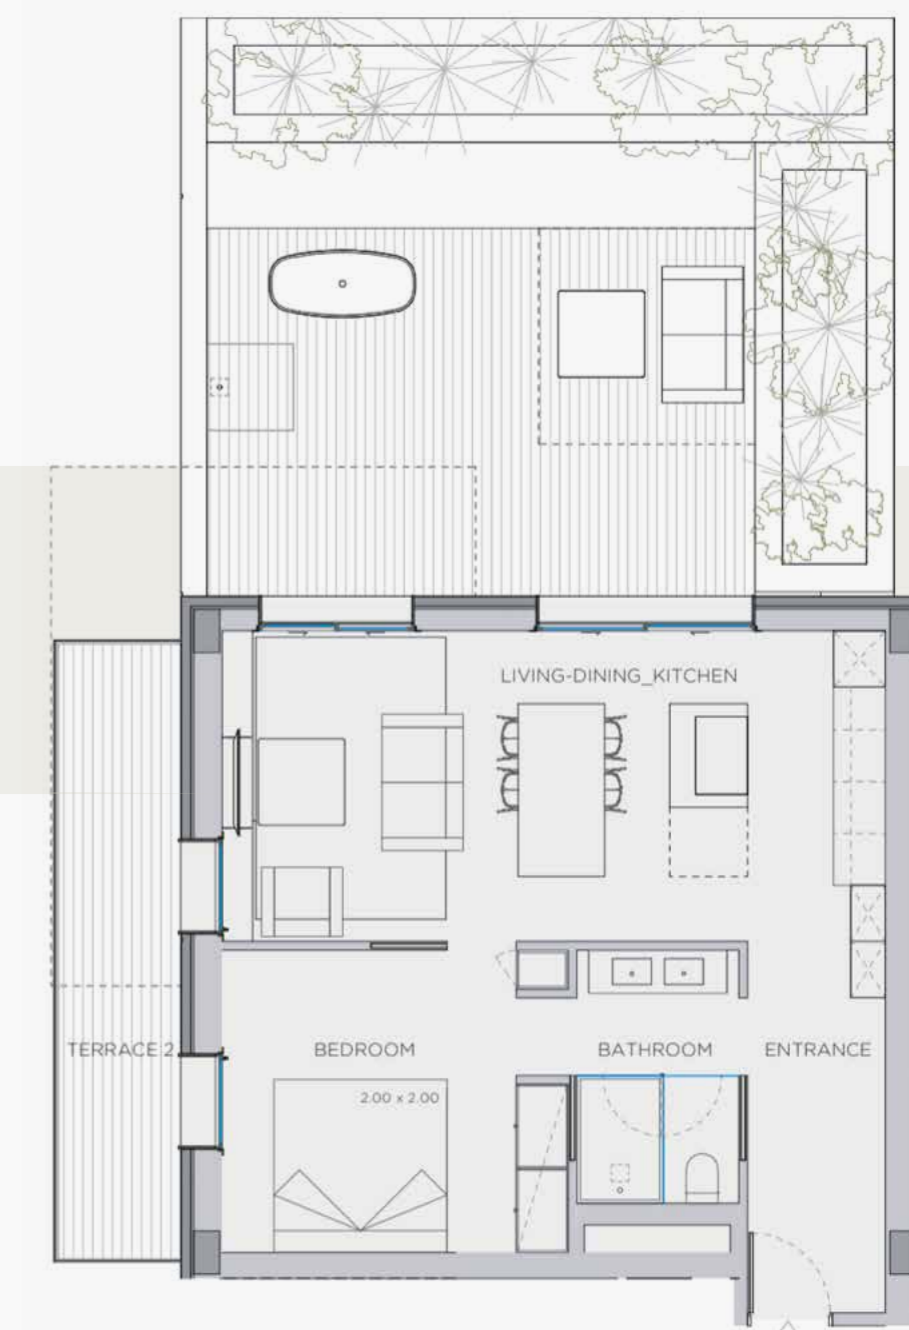 LIVING-DINING_KITCHEN
TERRACE 2
BEDROOM
BATHROOM
ENTRANCE
2.00 x 2.00